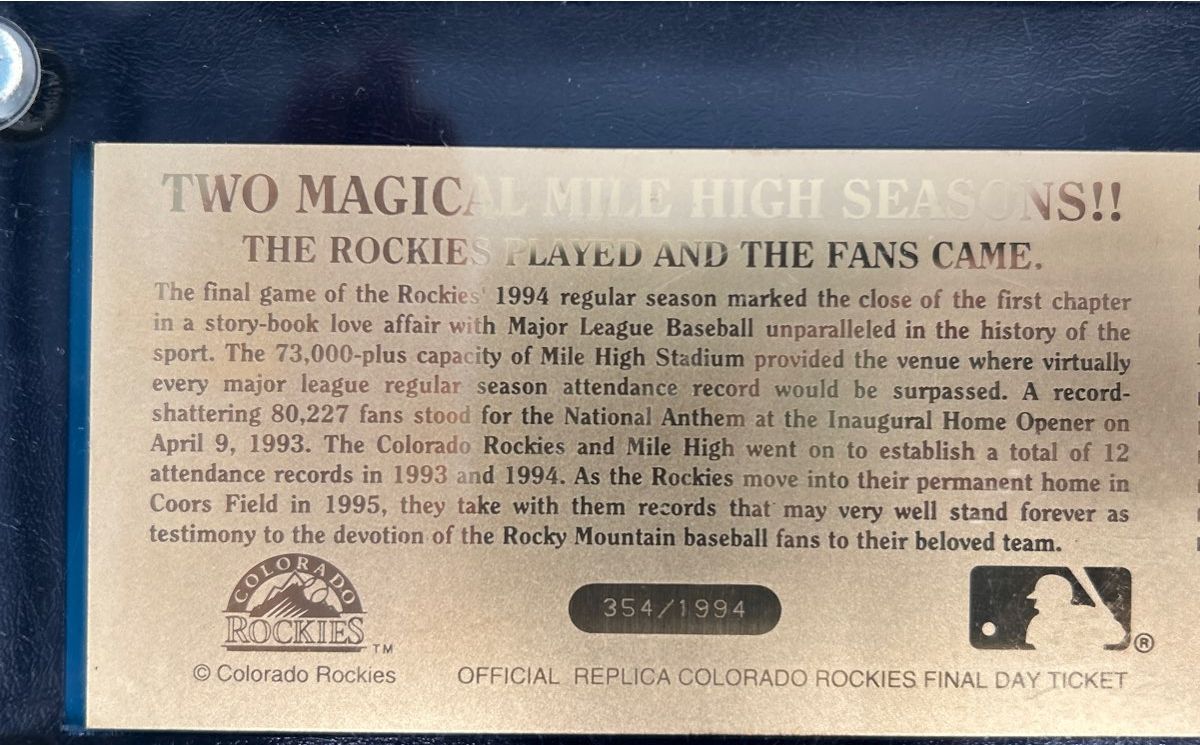 TWO MAGICAL MILE HIGH SEASONS!!
THE ROCKIES PLAYED AND THE FANS CAME.
The final game of the Rockies' 1994 regular season marked the close of the first chapter
in a story-book love affair with Major League Baseball unparalleled in the history of the
sport. The 73,000-plus capacity of Mile High Stadium provided the venue where virtually
every major league regular season attendance record would be surpassed. A record-
shattering 80,227 fans stood for the National Anthem at the Inaugural Home Opener on
April 9, 1993. The Colorado Rockies and Mile High went on to establish a total of 12
attendance records in 1993 and 1994. As the Rockies move into their permanent home in
Coors Field in 1995, they take with them records that may very well stand forever as
testimony to the devotion of the Rocky Mountain baseball fans to their beloved team.
COLORADO
ROCKIES TM
354/1994
®
© Colorado Rockies
OFFICIAL REPLICA COLORADO ROCKIES FINAL DAY TICKET